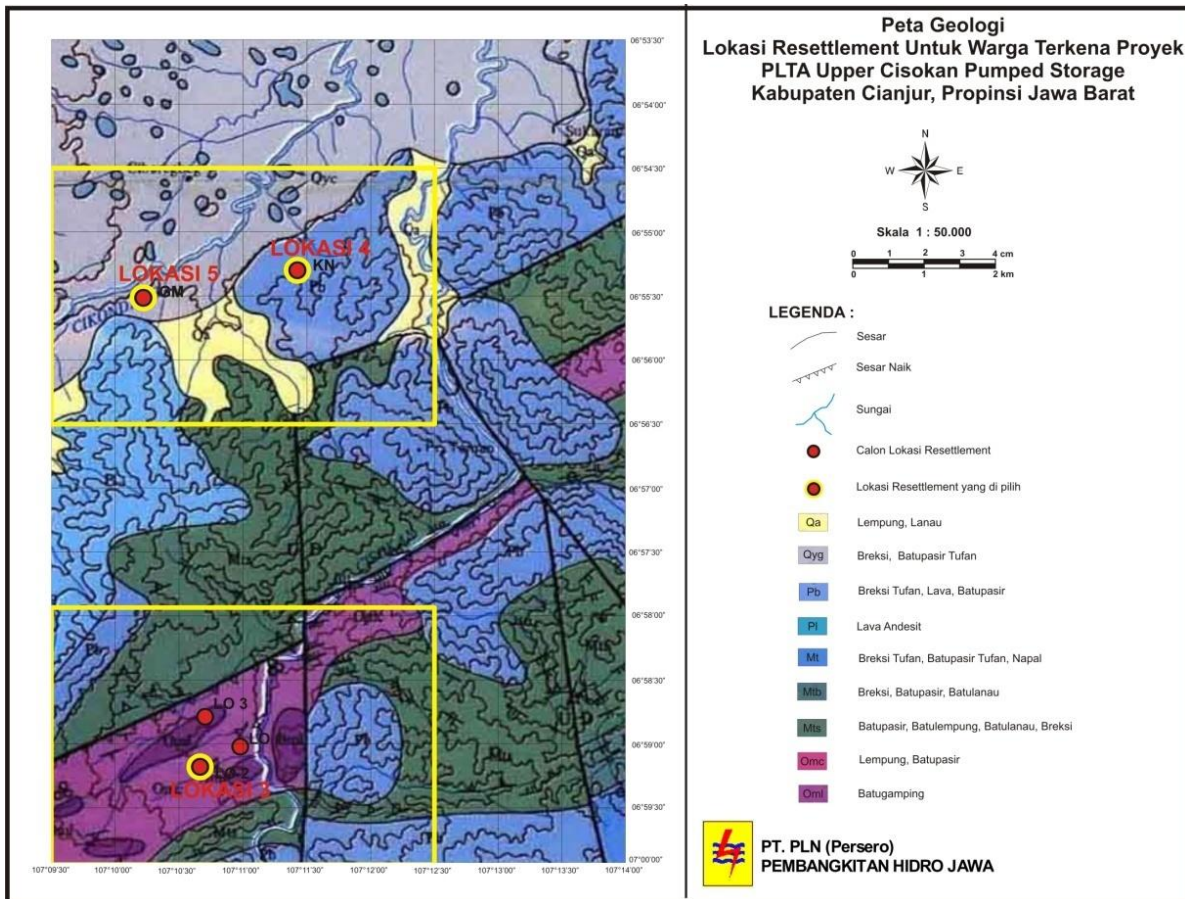 Peta Geologi
Lokasi Resettlement Untuk Warga Terkena Proyek
PLTA Upper Cisokan Pumped Storage
Kabupaten Cianjur, Propinsi Jawa Barat
N
W E
S
Skala 1 : 50.000
0 1 2 3 4 cm
0 1 2 km
LEGENDA :
Sesar
Sesar Naik
Sungai
Calon Lokasi Resettlement
Lokasi Resettlement yang di pilih
Qa Lempung, Lanau
Qyg Breksi, Batupasir Tufan
Pb Breksi Tufan, Lava, Batupasir
Pl Lava Andesit
Mt Breksi Tufan, Batupasir Tufan, Napal
Mtb Breksi, Batupasir, Batulanau
Mts Batupasir, Batulempung, Batulanau, Breksi
Omc Lempung, Batupasir
Oml Batugamping
PT. PLN (Persero)
PEMBANGKITAN HIDRO JAWA
06°53'30"
06°54'00"
06°54'30"
06°55'00"
06°55'30"
06°56'00"
06°56'30"
06°57'00"
06°57'30"
06°58'00"
06°58'30"
06°59'00"
06°59'30"
07°00'00"
107°09'30" 107°10'00" 107°10'30" 107°11'00" 107°11'30" 107°12'00" 107°12'30" 107°13'00" 107°13'30" 107°14'00"
Qa
Qyc
Qa
LOKASI 4
KN
Pb
LOKASI 5
GM
Qa
Mts
U D
LO 3
LO
LO 2
LOKASI 3
Mts
U D